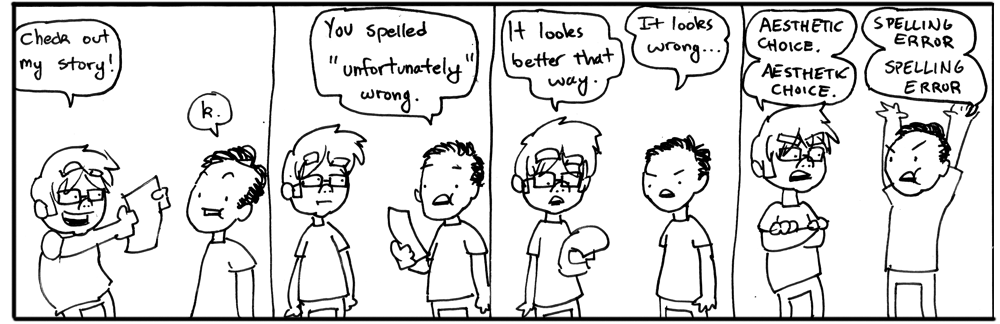 Check out
my story!
k.
You spelled
"unfortunately"
wrong.
It looks
better that
way.
It looks
wrong...
AESTHETIC
CHOICE.
AESTHETIC
CHOICE.
SPELLING
ERROR
SPELLING
ERROR